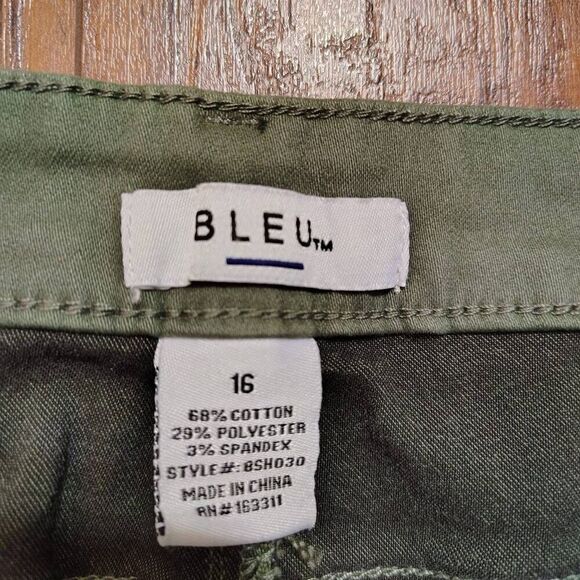 BLEU™
16
68% COTTON
29% POLYESTER
3% SPANDEX
STYLE#: BSH030
MADE IN CHINA
RN#163311